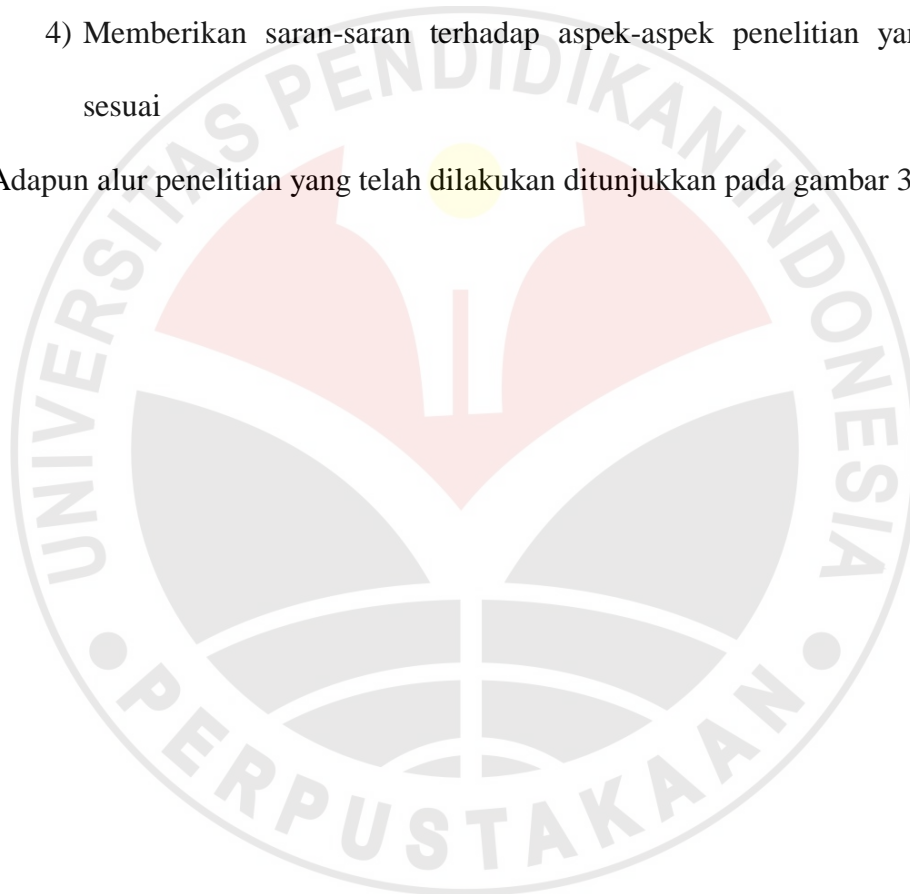 4) Memberikan saran-saran terhadap aspek-aspek penelitian
sesuai
Adapun alur penelitian yang telah dilakukan ditunjukkan pada gambar 3
UNIVERSITAS PENDIDIKAN INDONESIA
PERPUSTAKAAN